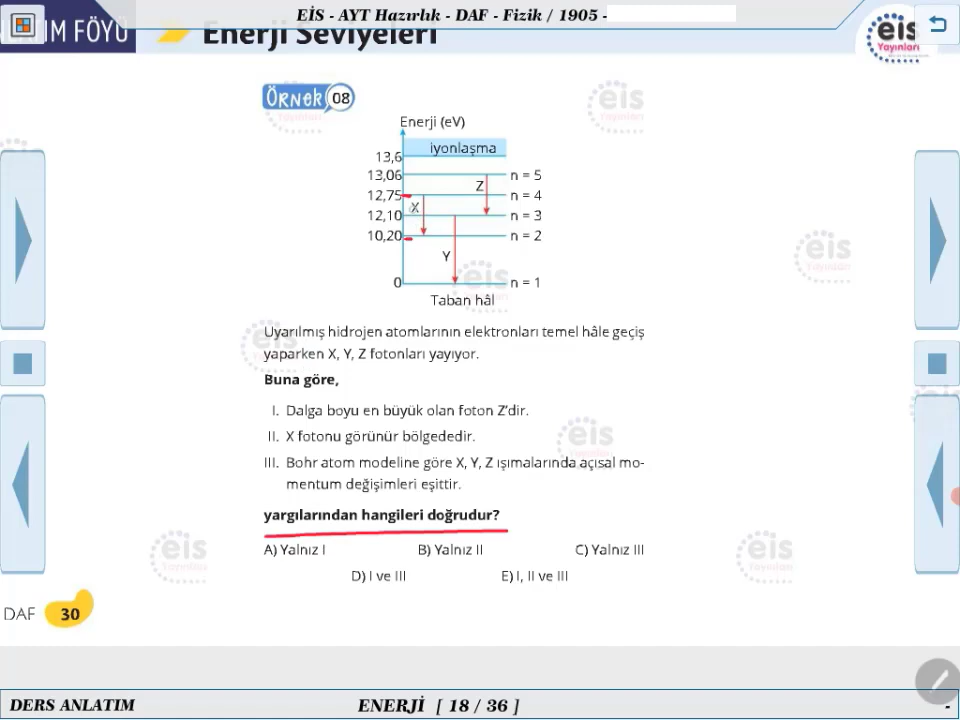 EİS - AYT Hazırlık - DAF - Fizik / 1905 -
IM FÖYÜ
Enerji Seviyeleri
eis
Yayınları
ÖRNEK 08
Enerji (eV)
iyonlaşma
13,6
13,06 n = 5
Z
12,75 n = 4
X
12,10 n = 3
10,20 n = 2
Y
0 n = 1
Taban hâl
Uyarılmış hidrojen atomlarının elektronları temel hâle geçiş
yaparken X, Y, Z fotonları yayıyor.
Buna göre,
I. Dalga boyu en büyük olan foton Z'dir.
II. X fotonu görünür bölgededir.
III. Bohr atom modeline göre X, Y, Z ışımalarında açısal mo-
mentum değişimleri eşittir.
yargılarından hangileri doğrudur?
A) Yalnız I B) Yalnız II C) Yalnız III
D) I ve III E) I, II ve III
DAF 30
DERS ANLATIM ENERJİ [ 18 / 36 ] -